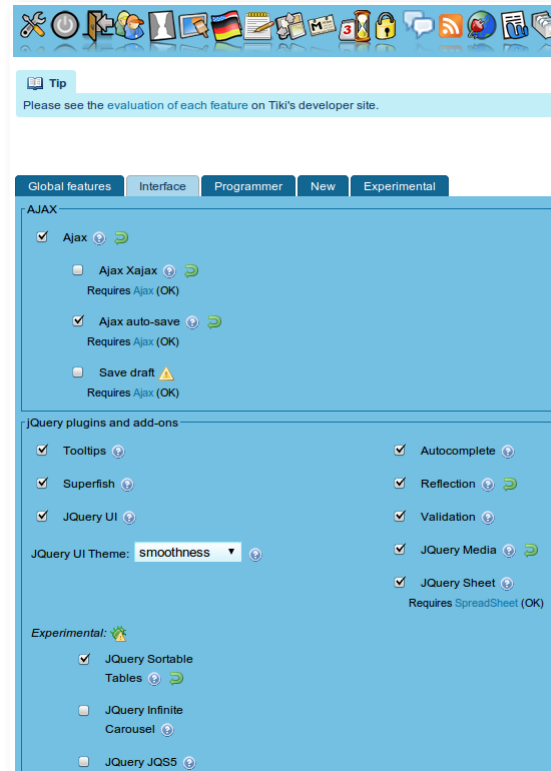 Tip
Please see the evaluation of each feature on Tiki's developer site.
Global features Interface Programmer New Experimental
AJAX
Ajax
Ajax Xajax
Requires Ajax (OK)
Ajax auto-save
Requires Ajax (OK)
Save draft
Requires Ajax (OK)
jQuery plugins and add-ons
Tooltips
Superfish
JQuery UI
JQuery UI Theme: smoothness
Autocomplete
Reflection
Validation
JQuery Media
JQuery Sheet
Requires SpreadSheet (OK)
Experimental:
JQuery Sortable
Tables
JQuery Infinite
Carousel
JQuery JQS5